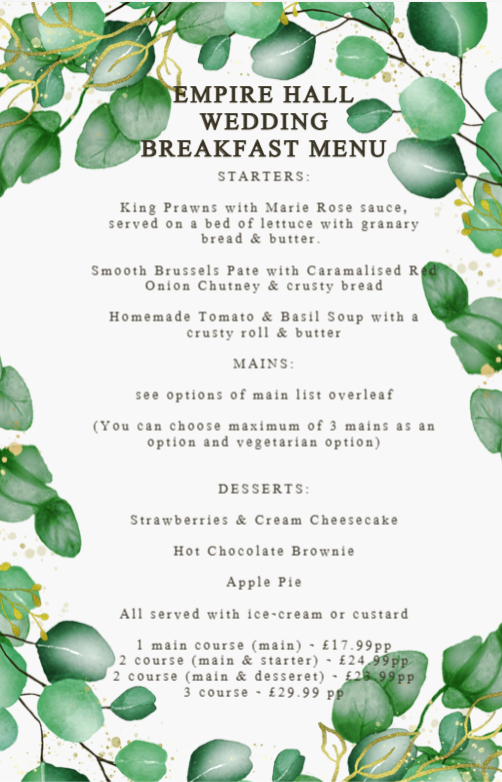 EMPIRE HALL
WEDDING
BREAKFAST MENU
STARTERS:
King Prawns with Marie Rose sauce,
served on a bed of lettuce with granary
bread & butter.
Smooth Brussels Pate with Caramalised Red
Onion Chutney & crusty bread
Homemade Tomato & Basil Soup with a
crusty roll & butter
MAINS:
see options of main list overleaf
(You can choose maximum of 3 mains as an
option and vegetarian option)
DESSERTS:
Strawberries & Cream Cheesecake
Hot Chocolate Brownie
Apple Pie
All served with ice-cream or custard
1 main course (main) - £17.99pp
2 course (main & starter) - £24.99pp
2 course (main & desseret) - £23.99pp
3 course - £29.99 pp